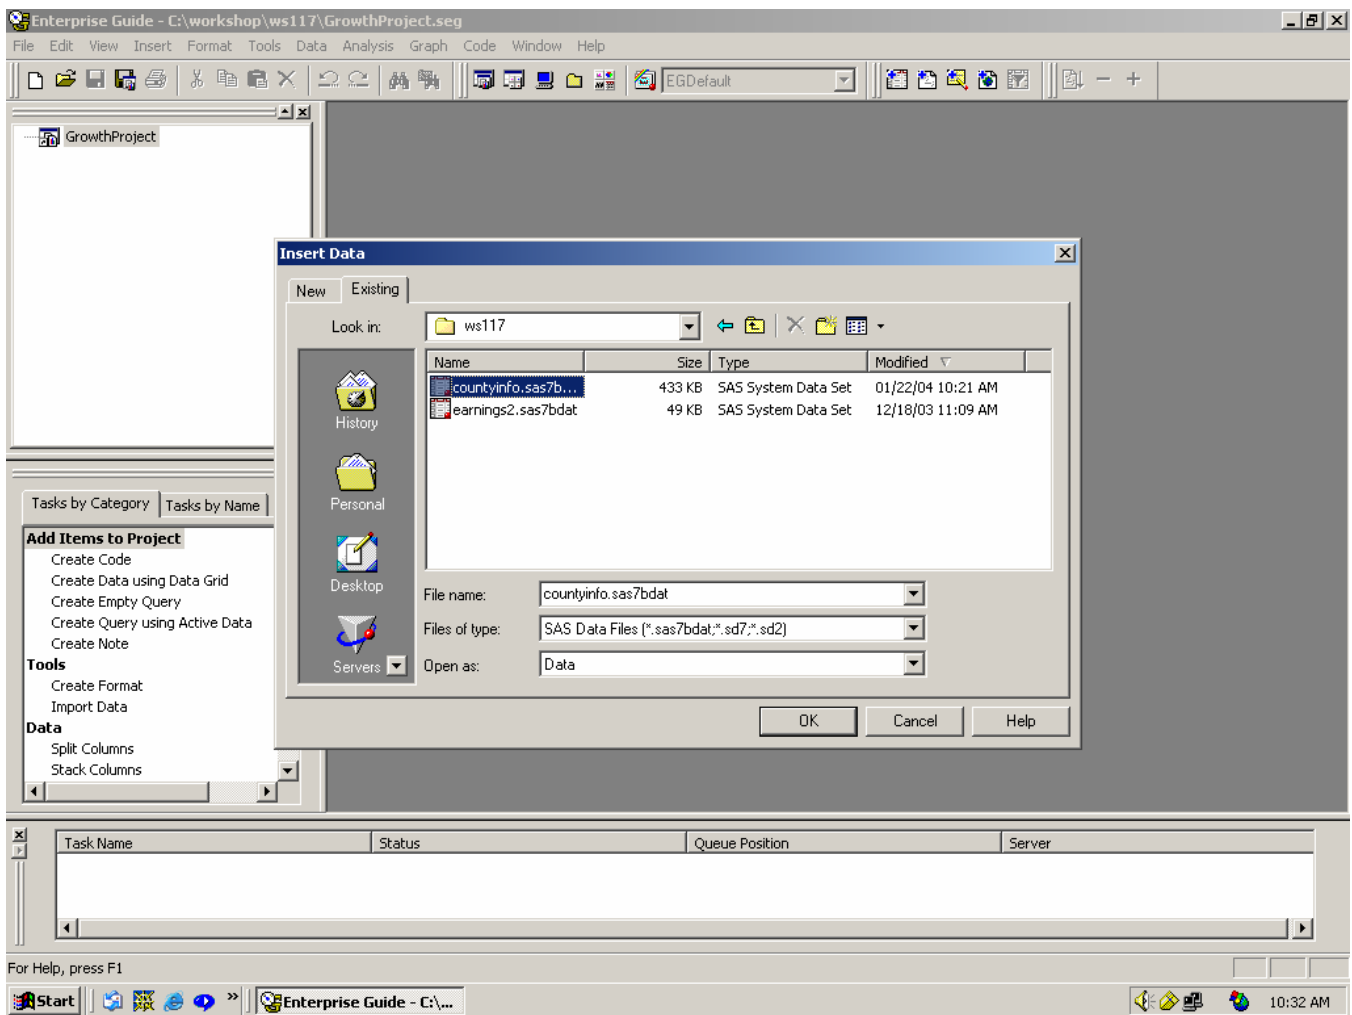 Enterprise Guide - C:\workshop\ws117\GrowthProject.seg
File Edit View Insert Format Tools Data Analysis Graph Code Window Help
EGDefault
GrowthProject
Insert Data
New Existing
Look in: ws117
Name Size Type Modified
countyinfo.sas7b... 433 KB SAS System Data Set 01/22/04 10:21 AM
earnings2.sas7bdat 49 KB SAS System Data Set 12/18/03 11:09 AM
History
Personal
Desktop
Servers
File name: countyinfo.sas7bdat
Files of type: SAS Data Files (*.sas7bdat;*.sd7;*.sd2)
Open as: Data
OK Cancel Help
Tasks by Category Tasks by Name
Add Items to Project
Create Code
Create Data using Data Grid
Create Empty Query
Create Query using Active Data
Create Note
Tools
Create Format
Import Data
Data
Split Columns
Stack Columns
Task Name Status Queue Position Server
For Help, press F1
Start » Enterprise Guide - C:\... 10:32 AM